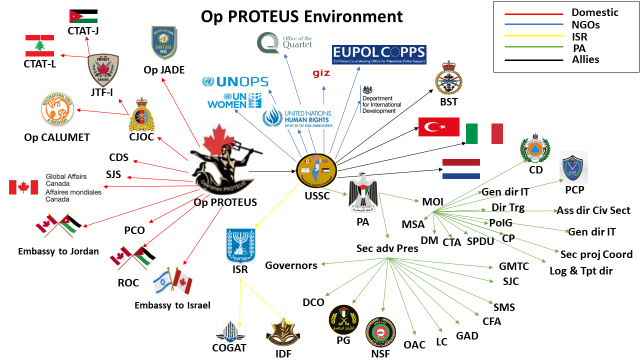 Op PROTEUS Environment
Domestic
NGOs
ISR
PA
Allies
CTAT-J
CTAT-L
JTF-I
Op JADE
UNTSO
Office of the
Quartet
EUPOL COPPS
giz
UNOPS
UN
WOMEN
UNITED NATIONS
HUMAN RIGHTS
Department
for International
Development
BST
Op CALUMET
CJOC
CDS
SJS
Global Affairs
Canada
Affaires mondiales
Canada
Op PROTEUS
USSC
PCO
Embassy to Jordan
ROC
Embassy to Israel
PA
MOI
CD
PCP
Gen dir IT
Dir Trg
Ass dir Civ Sect
MSA
PolG
Gen dir IT
DM
CTA
SPDU
CP
Sec proj Coord
Log & Tpt dir
ISR
Sec adv Pres
Governors
GMTC
SJC
DCO
SMS
CFA
PG
NSF
OAC
LC
GAD
COGAT
IDF